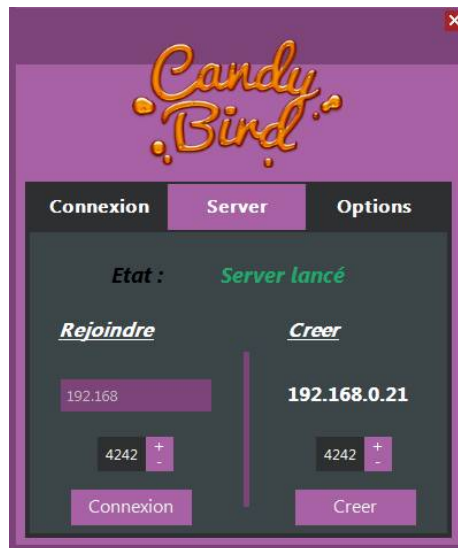 Candy
Bird
Connexion Server Options
Etat : Server lancé
Rejoindre Creer
192.168 192.168.0.21
4242 + - 4242 + -
Connexion Creer